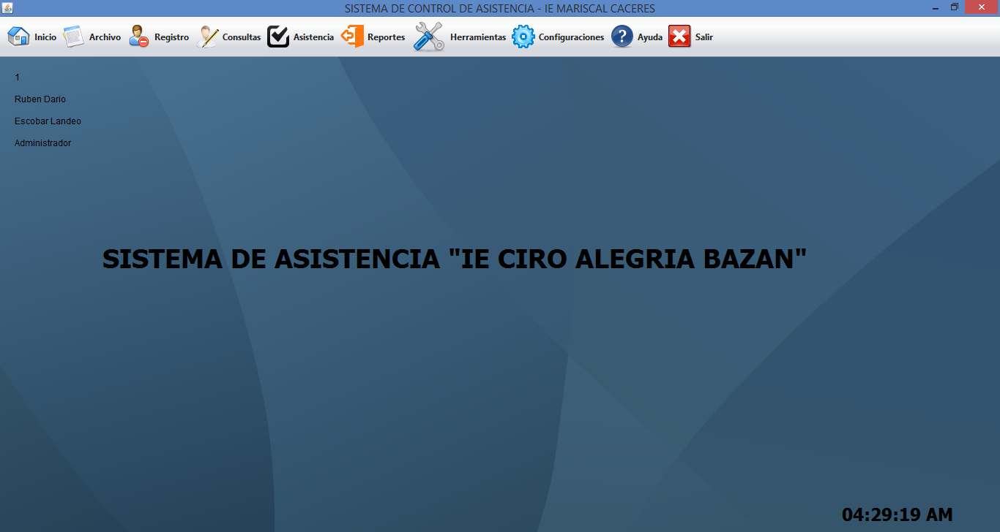 SISTEMA DE CONTROL DE ASISTENCIA - IE MARISCAL CACERES
Inicio Archivo Registro Consultas Asistencia Reportes Herramientas Configuraciones Ayuda Salir
1
Ruben Dario
Escobar Landeo
Administrador
SISTEMA DE ASISTENCIA "IE CIRO ALEGRIA BAZAN"
04:29:19 AM